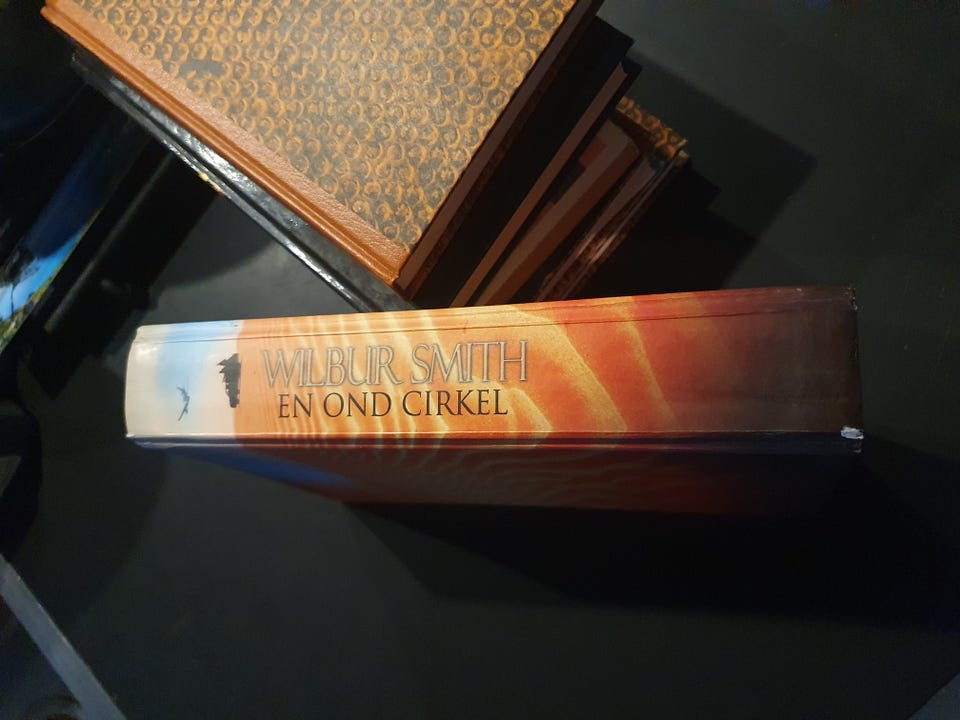 WILBUR SMITH
EN OND CIRKEL